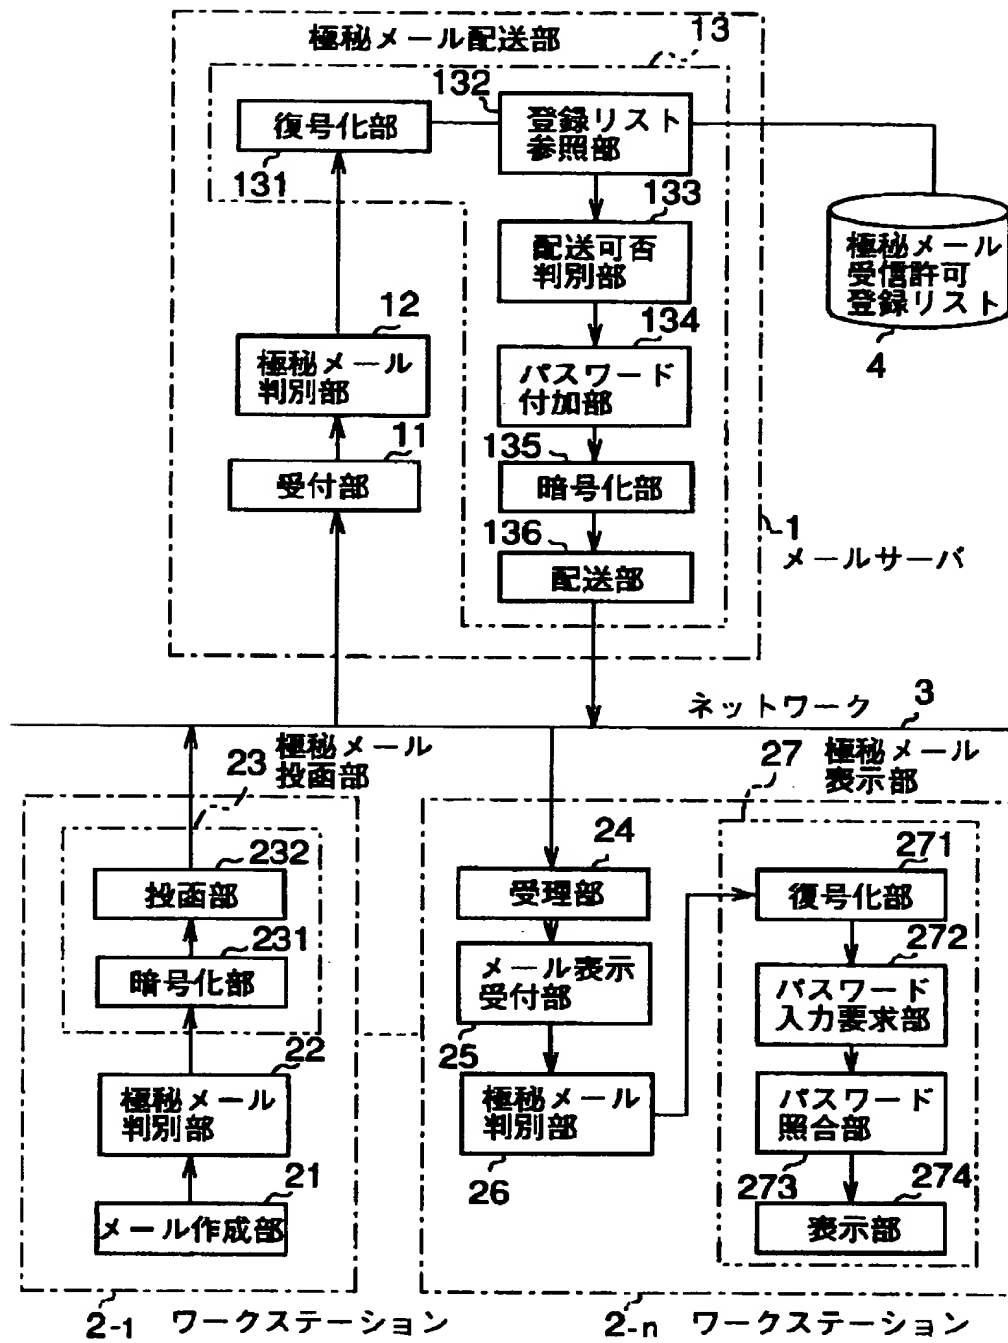 極秘メール配送部
13
132
復号化部
131
登録リスト
参照部
133
配送可否
判別部
極秘メール
受信許可
登録リスト
4
12
極秘メール
判別部
134
パスワード
付加部
11
受付部
135
暗号化部
136
配送部
1
メールサーバ
ネットワーク
3
極秘メール
投函部
23
27
極秘メール
表示部
232
投函部
231
暗号化部
22
極秘メール
判別部
21
メール作成部
2-1
ワークステーション
24
受理部
メール表示
受付部
25
極秘メール
判別部
26
271
復号化部
272
パスワード
入力要求部
パスワード
照合部
273
274
表示部
2-n
ワークステーション